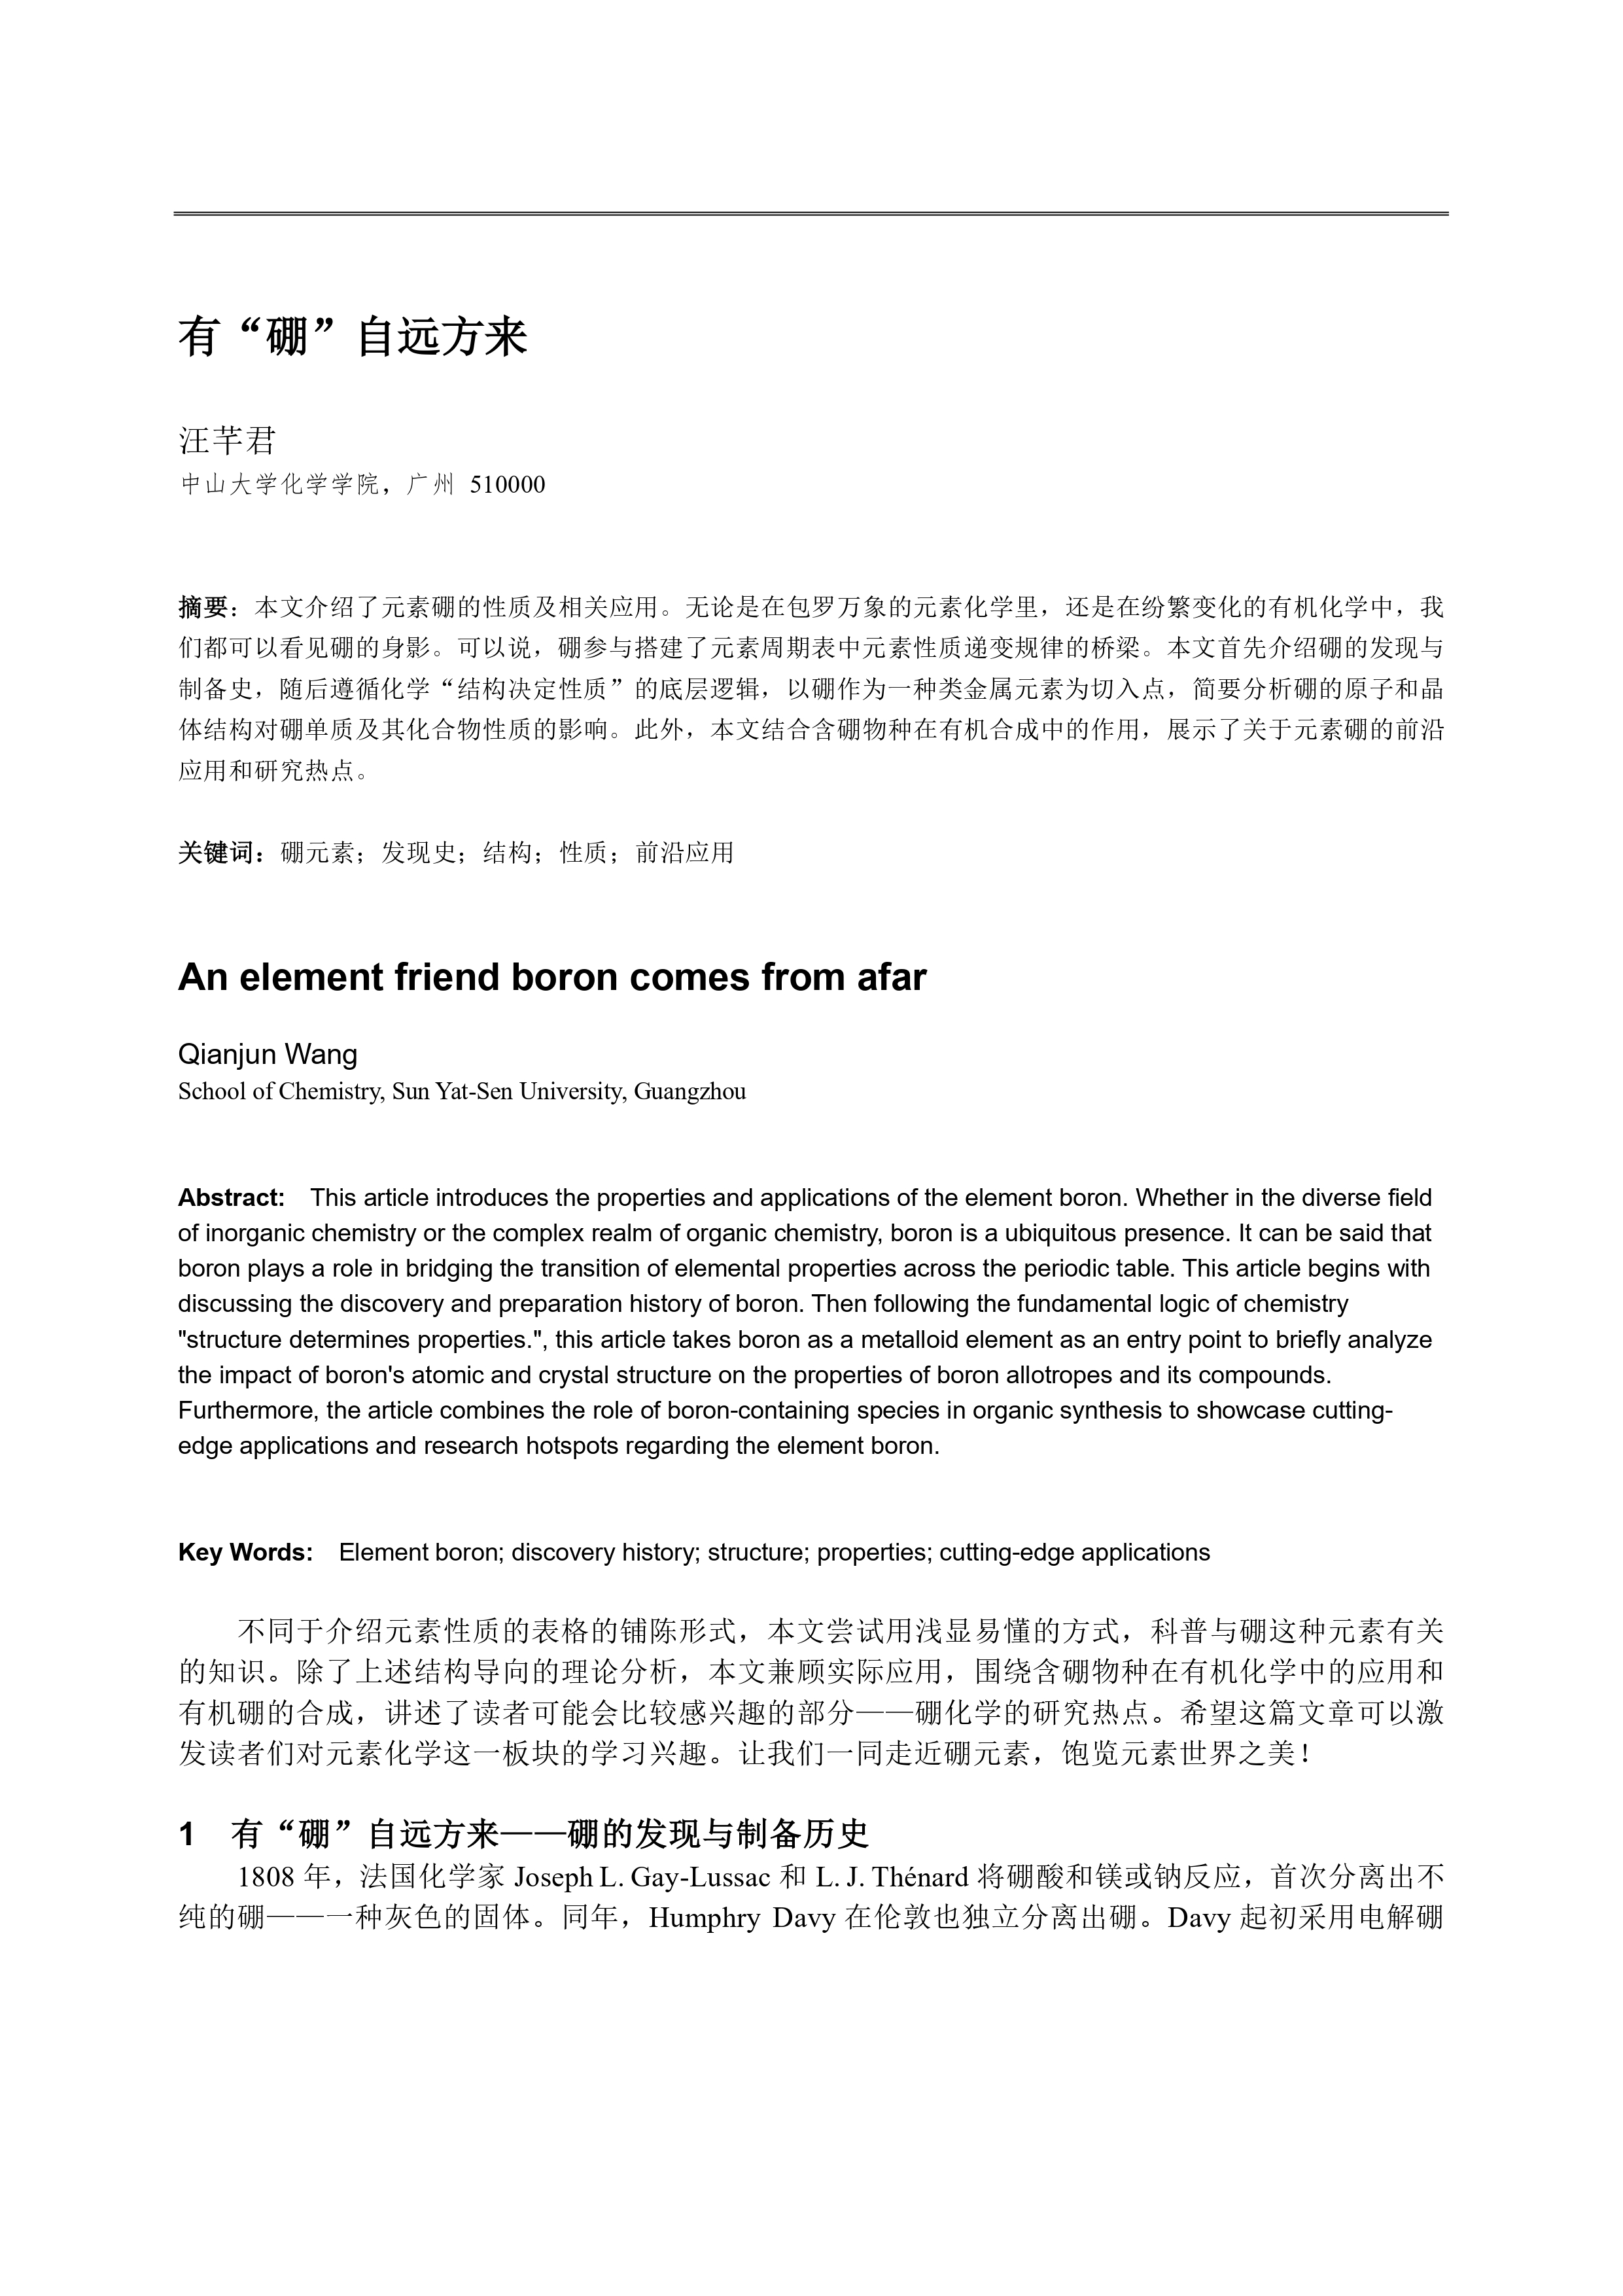 有“硼”自远方来
汪芊君
中山大学化学学院，广州 510000
摘要：本文介绍了元素硼的性质及相关应用。无论是在包罗万象的元素化学里，还是在纷繁变化的有机化学中，我
们都可以看见硼的身影。可以说，硼参与搭建了元素周期表中元素性质递变规律的桥梁。本文首先介绍硼的发现与
制备史，随后遵循化学“结构决定性质”的底层逻辑，以硼作为一种类金属元素为切入点，简要分析硼的原子和晶
体结构对硼单质及其化合物性质的影响。此外，本文结合含硼物种在有机合成中的作用，展示了关于元素硼的前沿
应用和研究热点。
关键词：硼元素；发现史；结构；性质；前沿应用
An element friend boron comes from afar
Qianjun Wang
School of Chemistry, Sun Yat-Sen University, Guangzhou
Abstract: This article introduces the properties and applications of the element boron. Whether in the diverse field
of inorganic chemistry or the complex realm of organic chemistry, boron is a ubiquitous presence. It can be said that
boron plays a role in bridging the transition of elemental properties across the periodic table. This article begins with
discussing the discovery and preparation history of boron. Then following the fundamental logic of chemistry
"structure determines properties.", this article takes boron as a metalloid element as an entry point to briefly analyze
the impact of boron's atomic and crystal structure on the properties of boron allotropes and its compounds.
Furthermore, the article combines the role of boron-containing species in organic synthesis to showcase cutting-
edge applications and research hotspots regarding the element boron.
Key Words: Element boron; discovery history; structure; properties; cutting-edge applications
不同于介绍元素性质的表格的铺陈形式，本文尝试用浅显易懂的方式，科普与硼这种元素有关
的知识。除了上述结构导向的理论分析，本文兼顾实际应用，围绕含硼物种在有机化学中的应用和
有机硼的合成，讲述了读者可能会比较感兴趣的部分——硼化学的研究热点。希望这篇文章可以激
发读者们对元素化学这一板块的学习兴趣。让我们一同走近硼元素，饱览元素世界之美！
1 有“硼”自远方来——硼的发现与制备历史
1808 年，法国化学家 Joseph L. Gay-Lussac 和 L. J. Thénard 将硼酸和镁或钠反应，首次分离出不
纯的硼——一种灰色的固体。同年，Humphry Davy 在伦敦也独立分离出硼。Davy 起初采用电解硼